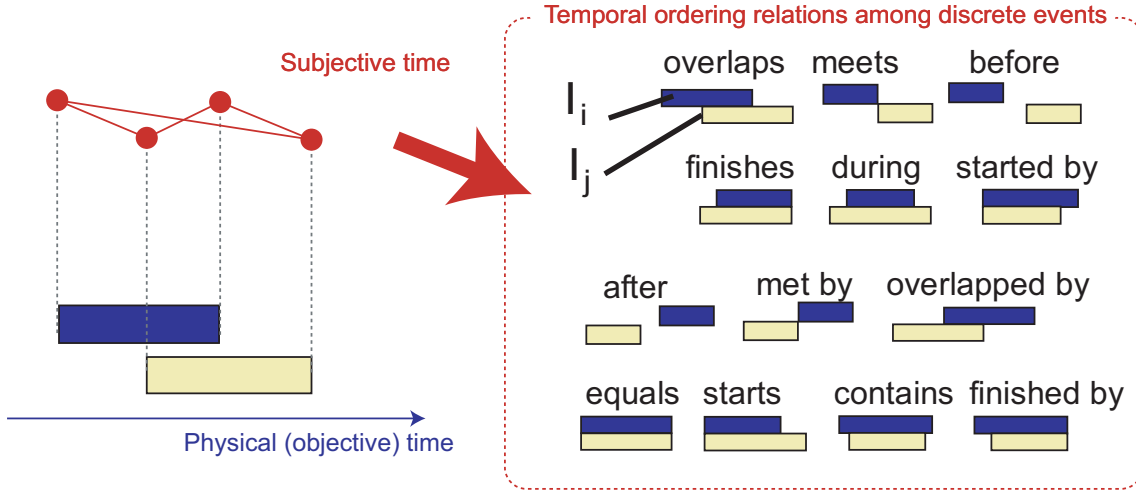 Temporal ordering relations among discrete events
Subjective time
overlaps meets before
I i
I j
finishes during started by
after met by overlapped by
equals starts contains finished by
Physical (objective) time